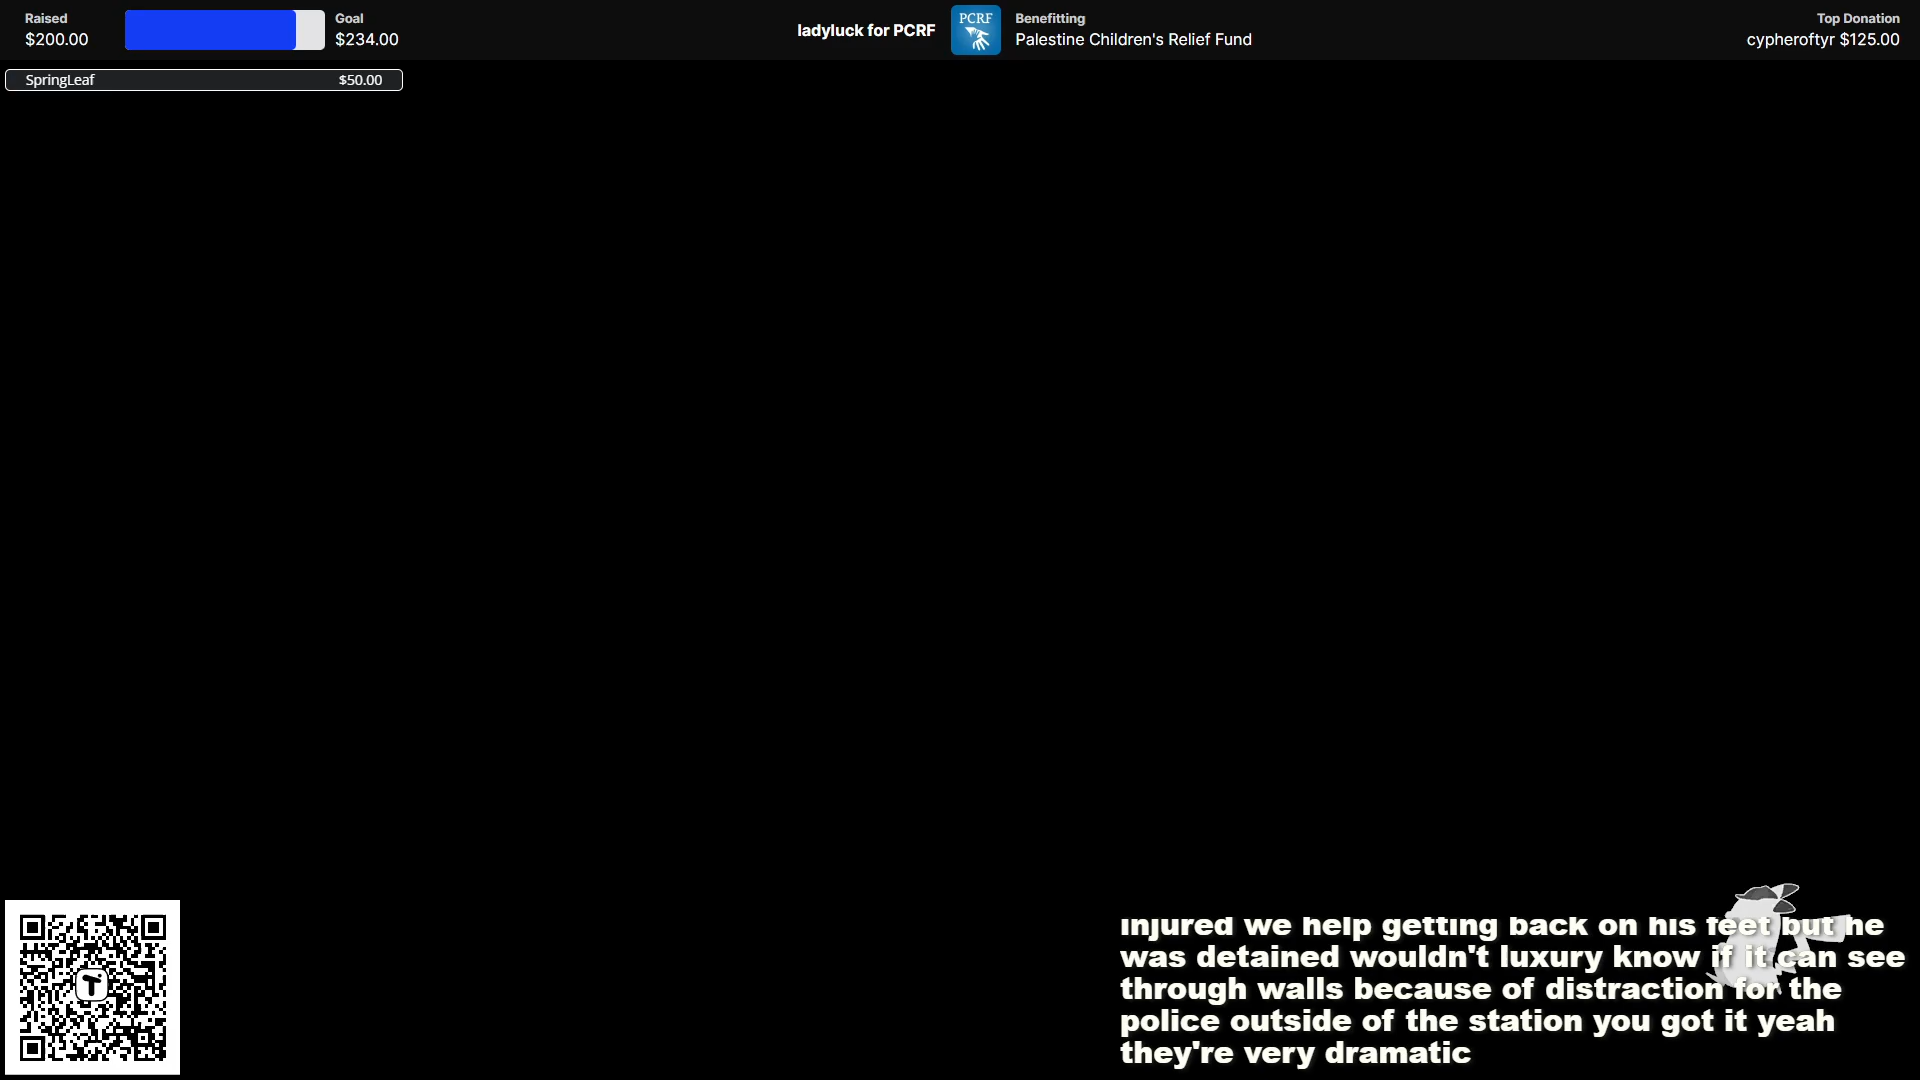 Raised
$200.00
Goal
$234.00
ladyluck for PCRF
PCRF
Benefitting
Palestine Children's Relief Fund
Top Donation
cypheroftyr $125.00
SpringLeaf $50.00
injured we help getting back on his feet but he
was detained wouldn't luxury know if it can see
through walls because of distraction for the
police outside of the station you got it yeah
they're very dramatic